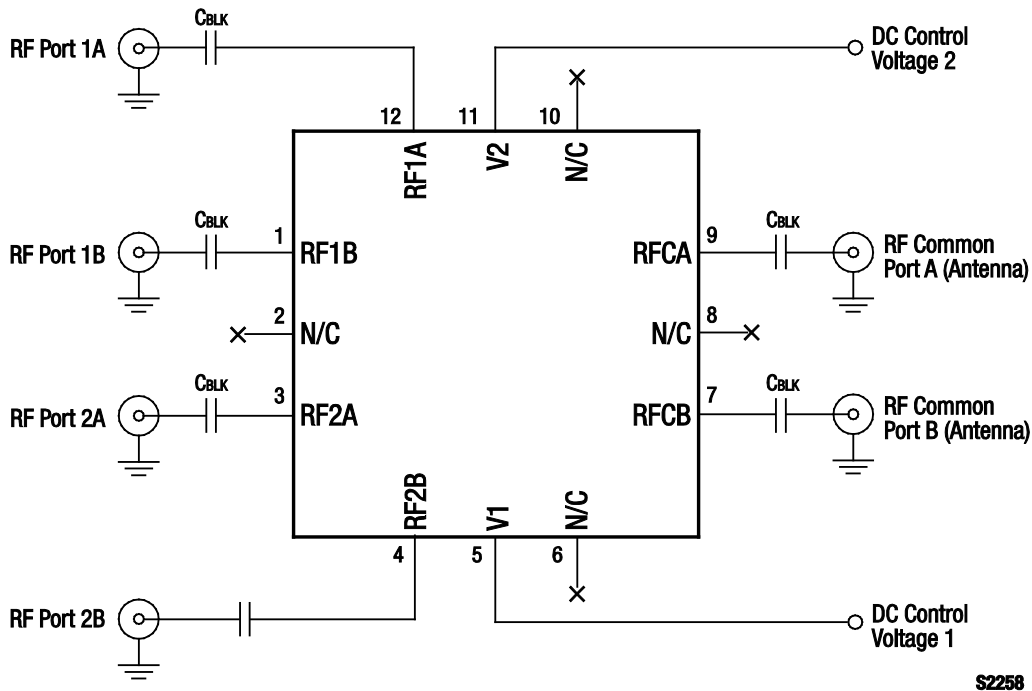 CBLK
RF Port 1A
DC Control
Voltage 2
12
11
10
RF1A
V2
N/C
CBLK
RF Port 1B
1
RF1B
RFCA
9
CBLK
RF Common
Port A (Antenna)
2
N/C
N/C
8
CBLK
RF Port 2A
3
RF2A
RFCB
7
CBLK
RF Common
Port B (Antenna)
RF2B
V1
N/C
4
5
6
RF Port 2B
DC Control
Voltage 1
S2258